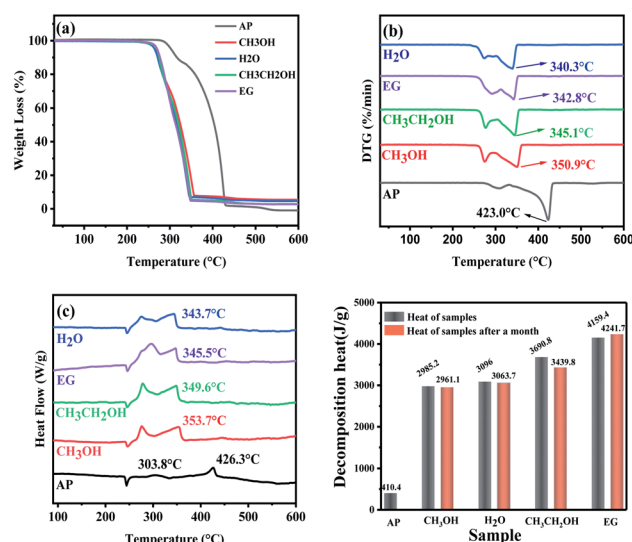 (a)
AP
CH3OH
H2O
CH3CH2OH
EG
Weight Loss (%)
100
80
60
40
20
0
100 200 300 400 500 600
Temperature (°C)
(b)
H2O
340.3°C
EG
342.8°C
CH3CH2OH
345.1°C
CH3OH
350.9°C
AP
423.0°C
DTG (%/min)
100 200 300 400 500 600
Temperature (°C)
(c)
343.7°C
H2O
345.5°C
EG
349.6°C
CH3CH2OH
353.7°C
CH3OH
303.8°C
426.3°C
AP
Heat Flow (W/g)
100 200 300 400 500 600
Temperature (°C)
Heat of samples
Heat of samples after a month
Decomposition heat(J/g)
5000
4000
3000
2000
1000
0
410.4
2985.2
2961.1
3096
3063.7
3690.8
3439.8
4159.4
4241.7
AP CH₃OH H₂O CH₃CH₂OH EG
Sample